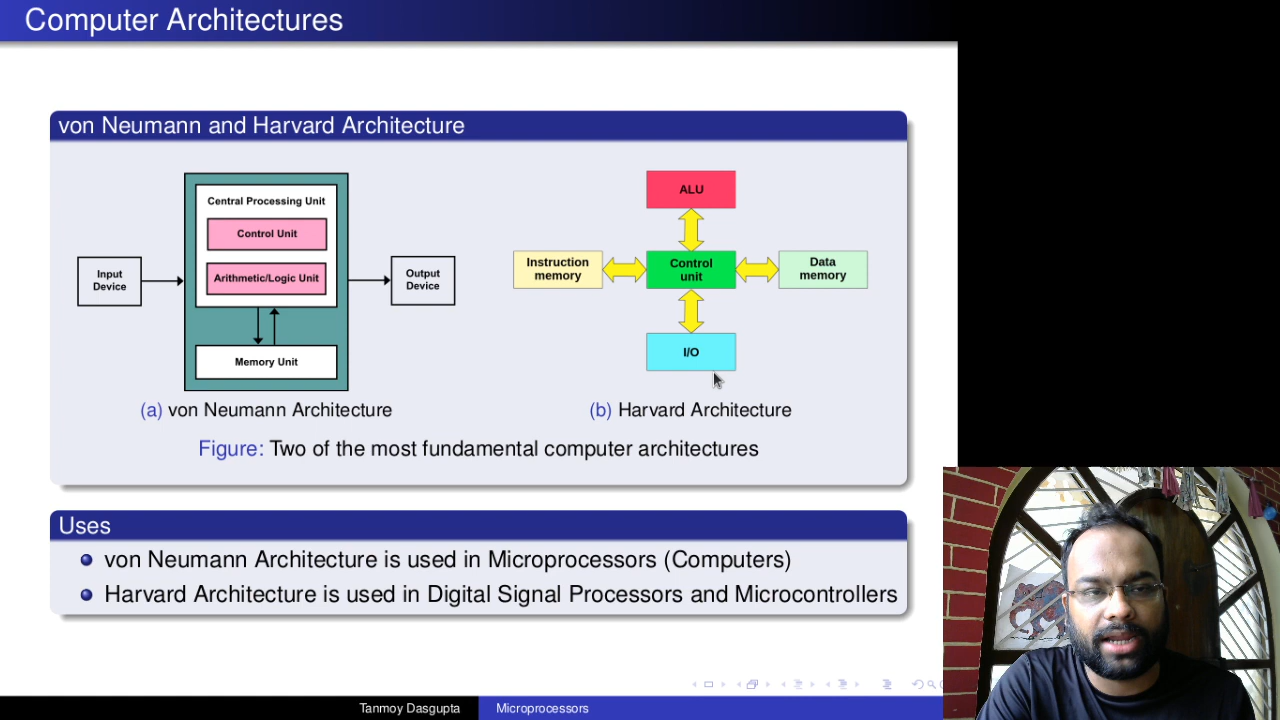 Computer Architectures
von Neumann and Harvard Architecture
Central Processing Unit
Control Unit
Arithmetic/Logic Unit
Input
Device
Output
Device
Memory Unit
(a) von Neumann Architecture
ALU
Instruction
memory
Control
unit
Data
memory
I/O
(b) Harvard Architecture
Figure: Two of the most fundamental computer architectures
Uses
von Neumann Architecture is used in Microprocessors (Computers)
Harvard Architecture is used in Digital Signal Processors and Microcontrollers
Tanmoy Dasgupta
Microprocessors